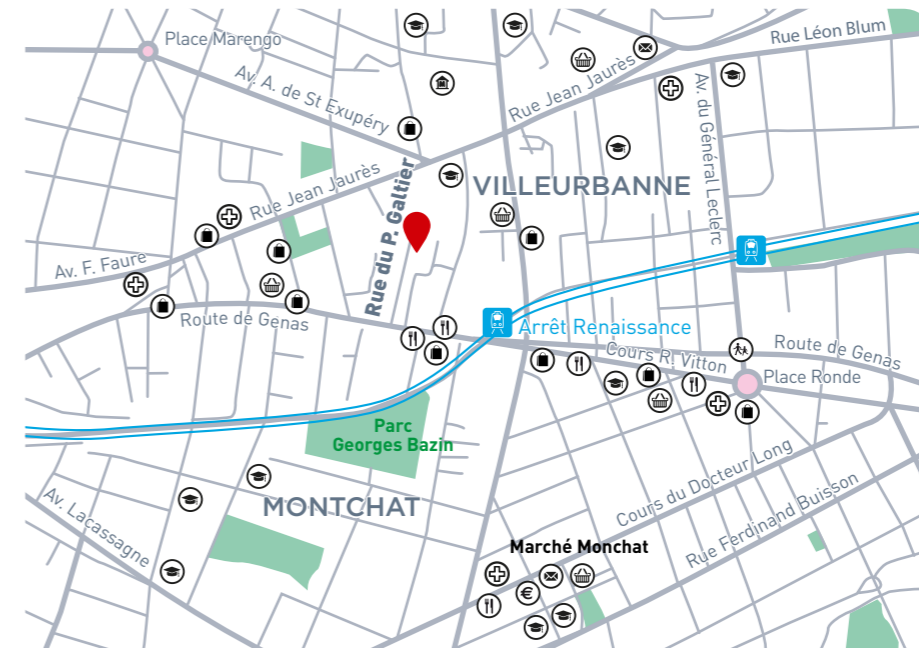 Place Marengo
Rue Léon Blum
Av. A. de St Exupéry
Rue Jean Jaurès
Av. du Général Leclerc
VILLEURBANNE
Rue Jean Jaurès
Rue du P. Galtier
Av. F. Faure
Route de Genas
Arrêt Renaissance
Cours R. Vitton
Route de Genas
Place Ronde
Parc
Georges Bazin
Cours du Docteur Long
Rue Ferdinand Buisson
MONTCHAT
Av. Lacassagne
Marché Monchat
€